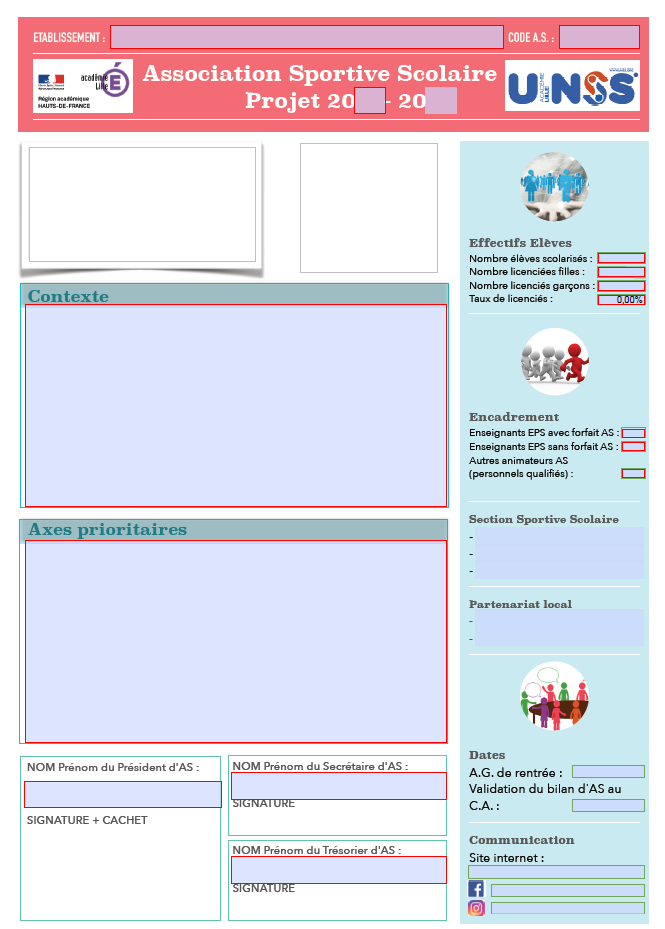 ETABLISSEMENT :
CODE A.S. :
académie
Lille
Région académique
HAUTS-DE-FRANCE
Association Sportive Scolaire
Projet 20 - 20
ACADÉMIE
LILLE
UNSS
Effectifs Elèves
Nombre élèves scolarisés :
Nombre licenciées filles :
Nombre licenciés garçons :
Taux de licenciés : 0,00%
Contexte
Encadrement
Enseignants EPS avec forfait AS :
Enseignants EPS sans forfait AS :
Autres animateurs AS
(personnels qualifiés) :
Axes prioritaires
Section Sportive Scolaire
-
-
-
Partenariat local
-
-
NOM Prénom du Président d'AS :
SIGNATURE + CACHET
NOM Prénom du Secrétaire d'AS :
SIGNATURE
NOM Prénom du Trésorier d'AS :
SIGNATURE
Dates
A.G. de rentrée :
Validation du bilan d'AS au
C.A. :
Communication
Site internet :